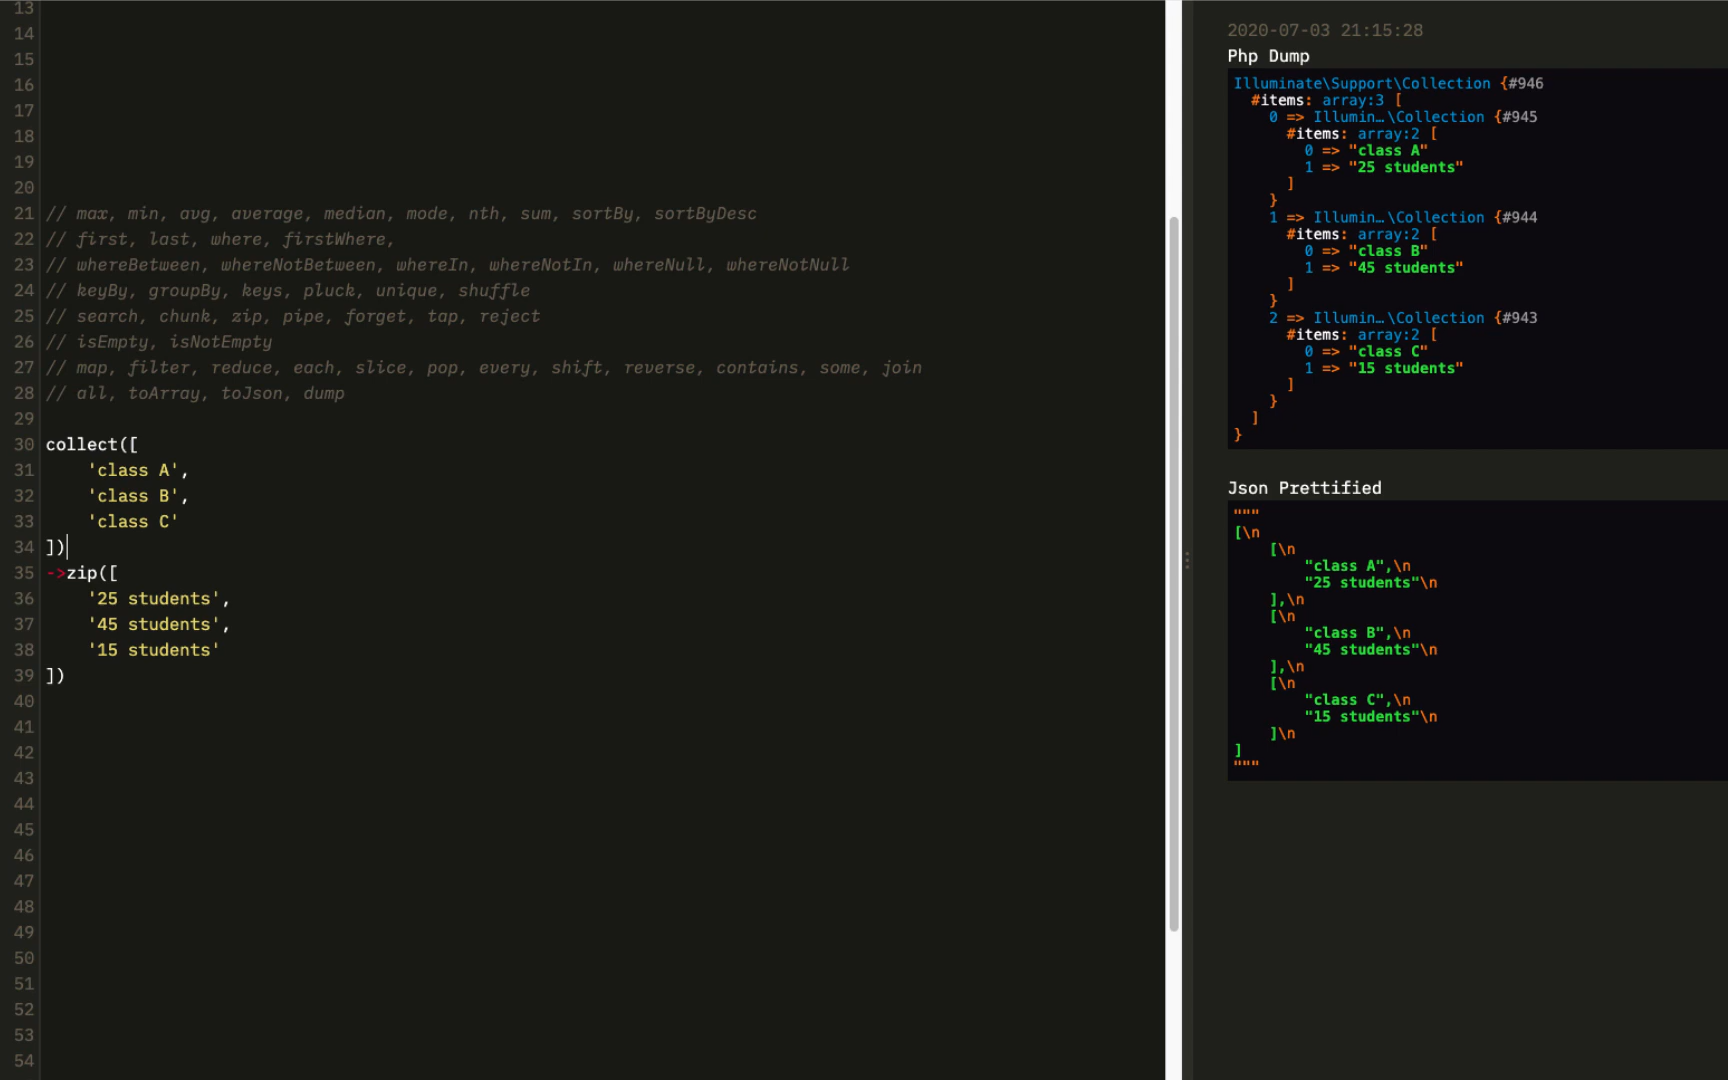 13
14
15
16
17
18
19
20
21 // max, min, avg, average, median, mode, nth, sum, sortBy, sortByDesc
22 // first, last, where, firstWhere,
23 // whereBetween, whereNotBetween, whereIn, whereNotIn, whereNull, whereNotNull
24 // keyBy, groupBy, keys, pluck, unique, shuffle
25 // search, chunk, zip, pipe, forget, tap, reject
26 // isEmpty, isNotEmpty
27 // map, filter, reduce, each, slice, pop, every, shift, reverse, contains, some, join
28 // all, toArray, toJson, dump
29
30 collect([
31     'class A',
32     'class B',
33     'class C'
34 ])
35 ->zip([
36     '25 students',
37     '45 students',
38     '15 students'
39 ])
40
41
42
43
44
45
46
47
48
49
50
51
52
53
54
2020-07-03 21:15:28
Php Dump
Illuminate\Support\Collection {#946
  #items: array:3 [
    0 => Illumin…\Collection {#945
      #items: array:2 [
        0 => "class A"
        1 => "25 students"
      ]
    }
    1 => Illumin…\Collection {#944
      #items: array:2 [
        0 => "class B"
        1 => "45 students"
      ]
    }
    2 => Illumin…\Collection {#943
      #items: array:2 [
        0 => "class C"
        1 => "15 students"
      ]
    }
  ]
}
Json Prettified
"""
[\n
    [\n
        "class A",\n
        "25 students"\n
    ],\n
    [\n
        "class B",\n
        "45 students"\n
    ],\n
    [\n
        "class C",\n
        "15 students"\n
    ]\n
]
"""